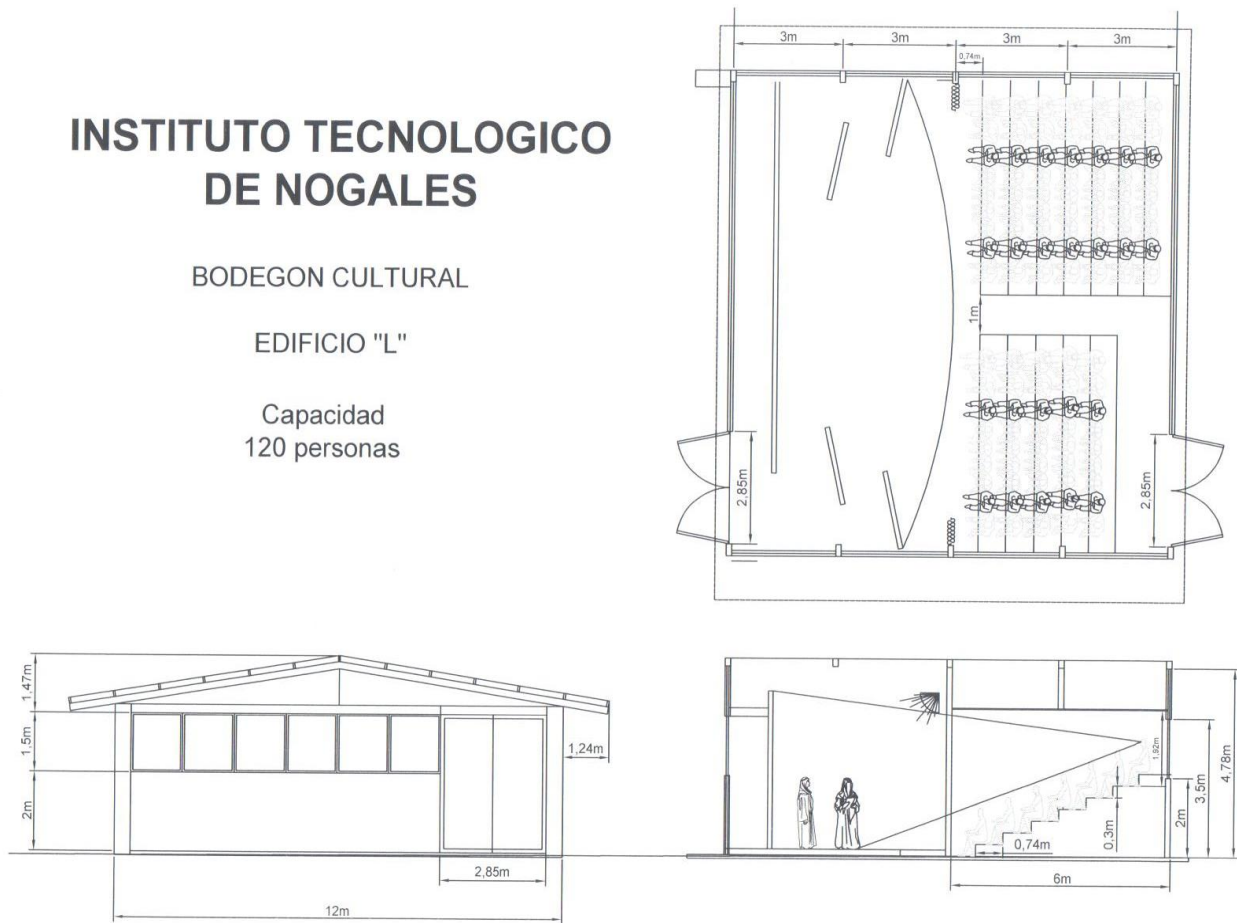 INSTITUTO TECNOLOGICO
DE NOGALES
BODEGON CULTURAL
EDIFICIO "L"
Capacidad
120 personas
3m
3m
3m
3m
0,74m
1m
2,85m
2,85m
1,47m
1,5m
2m
1,24m
2,85m
12m
1,92m
4,78m
3,5m
2m
0,3m
0,74m
6m